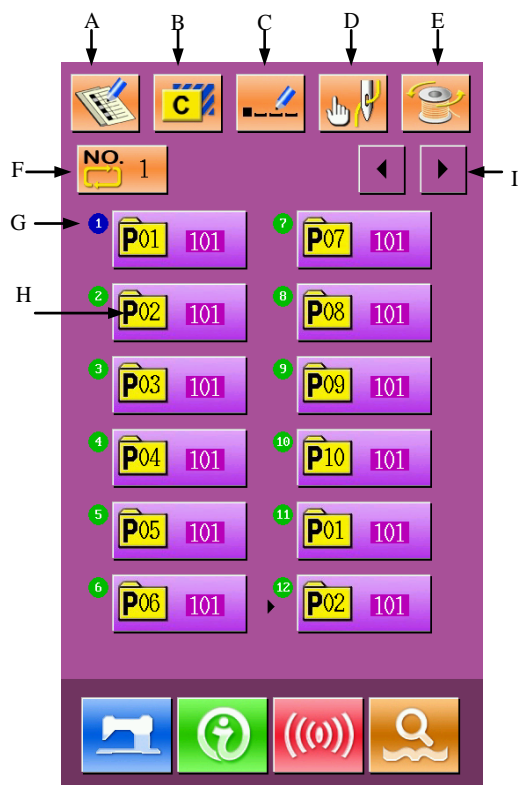 A B C D E
C
F NO. 1 I
G 1 P01 101 7 P07 101
H 2 P02 101 8 P08 101
3 P03 101 9 P09 101
4 P04 101 10 P10 101
5 P05 101 11 P01 101
6 P06 101 12 P02 101